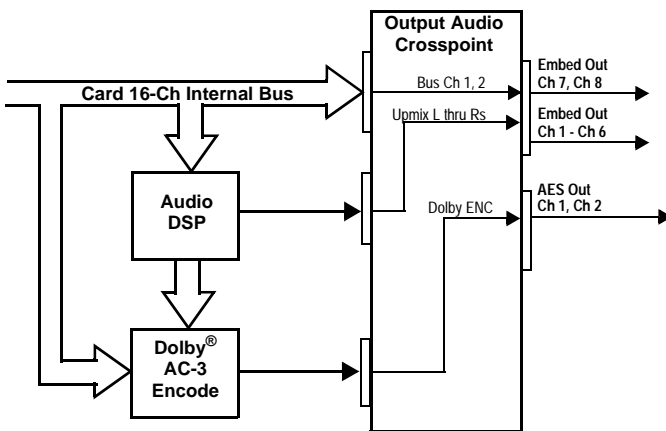 Output Audio
Crosspoint
Card 16-Ch Internal Bus
Bus Ch 1, 2
Upmix L thru Rs
Embed Out
Ch 7, Ch 8
Embed Out
Ch 1 - Ch 6
Audio
DSP
Dolby ENC
AES Out
Ch 1, Ch 2
Dolby®
AC-3
Encode